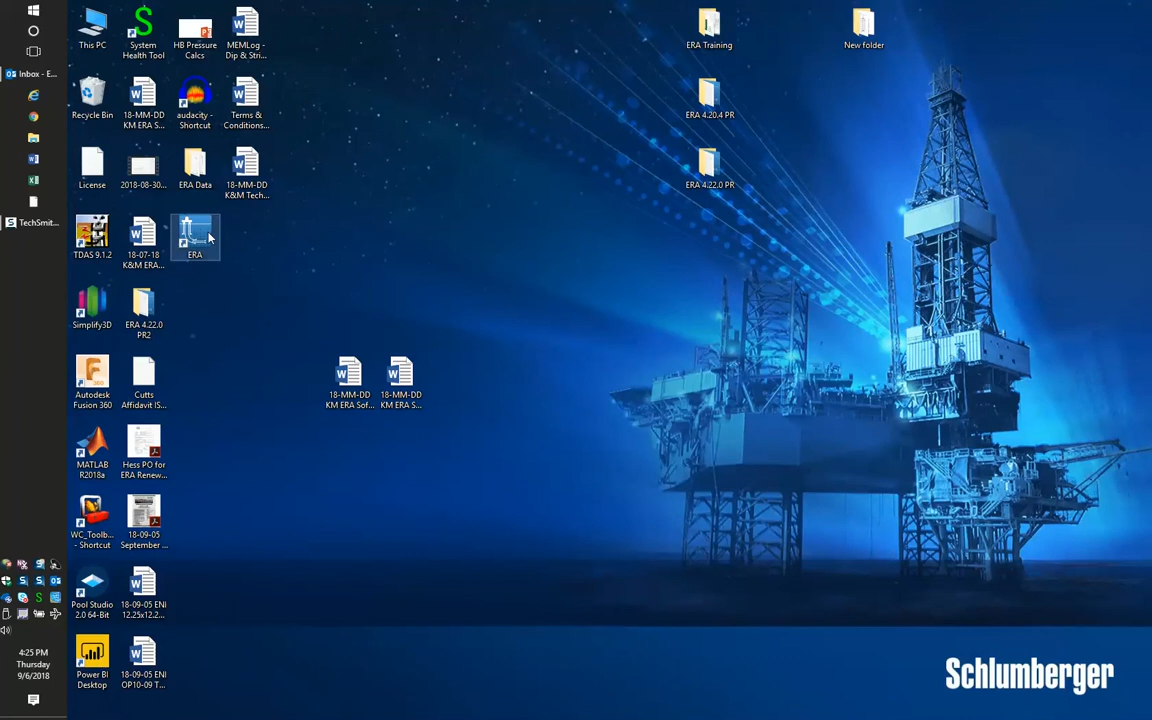 Inbox - E...
TechSmit...
4:25 PM
Thursday
9/6/2018
This PC
System
Health Tool
HB Pressure
Calcs
MEMLog -
Dip & Stri...
Recycle Bin
18-MM-DD
KM ERA S...
audacity -
Shortcut
Terms &
Conditions...
License
2018-08-30...
ERA Data
18-MM-DD
K&M Tech...
TDAS 9.1.2
18-07-18
K&M ERA...
ERA
Simplify3D
ERA 4.22.0
PR2
Autodesk
Fusion 360
Cutts
Affidavit IS...
MATLAB
R2018a
Hess PO for
ERA Renew...
WC_Toolb...
- Shortcut
18-09-05
September ...
Pool Studio
2.0 64-Bit
18-09-05 ENI
12.25x12.2...
Power BI
Desktop
18-09-05 ENI
OP10-09 T...
18-MM-DD
KM ERA Sof...
18-MM-DD
KM ERA S...
ERA Training
New folder
ERA 4.20.4 PR
ERA 4.22.0 PR
Schlumberger